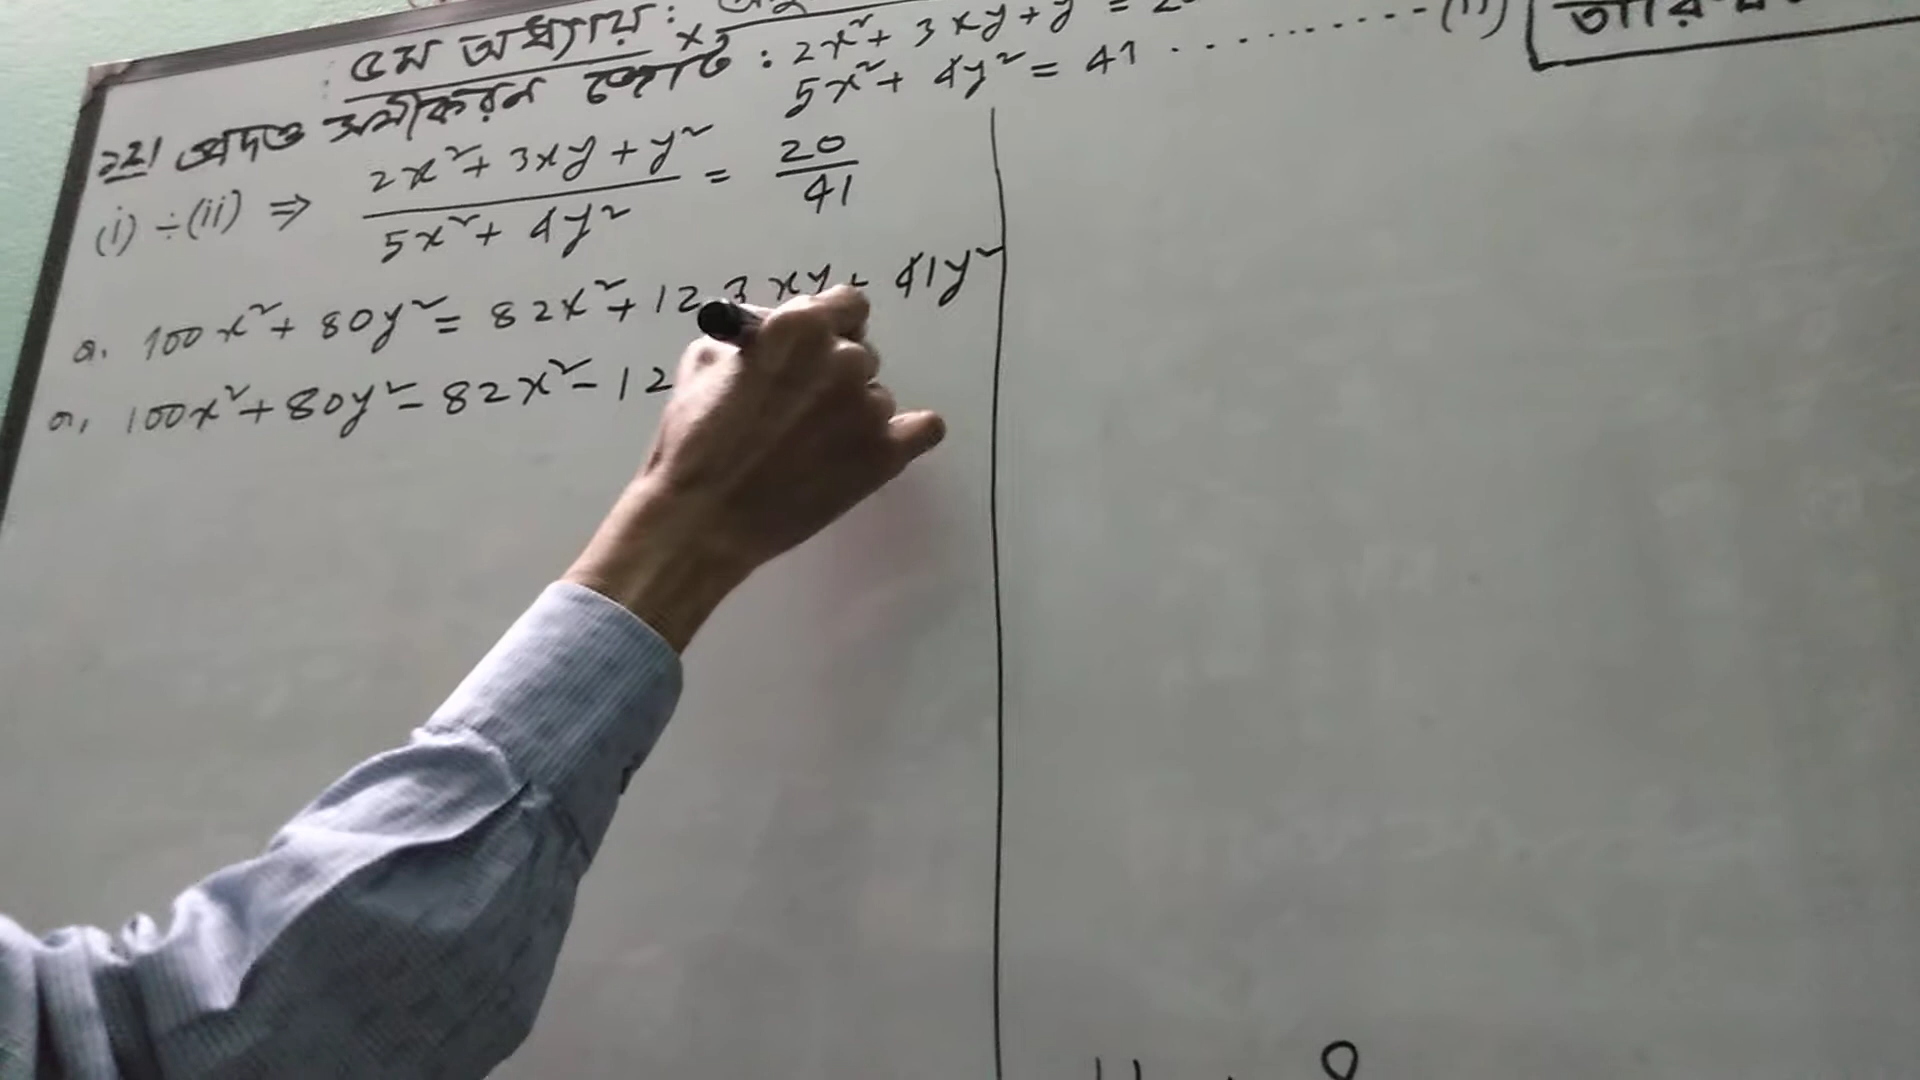 ৫ম অধ্যায়:
২২। প্রদত্ত সমীকরণ জোট : 2x² + 3xy + y² = 20
5x² + 4y² = 41 ............ (ii)
(i) ÷ (ii) ⇒ (2x² + 3xy + y²)/(5x² + 4y²) = 20/41
বা, 100x² + 80y² = 82x² + 123xy + 41y²
বা, 100x² + 80y² - 82x² - 12